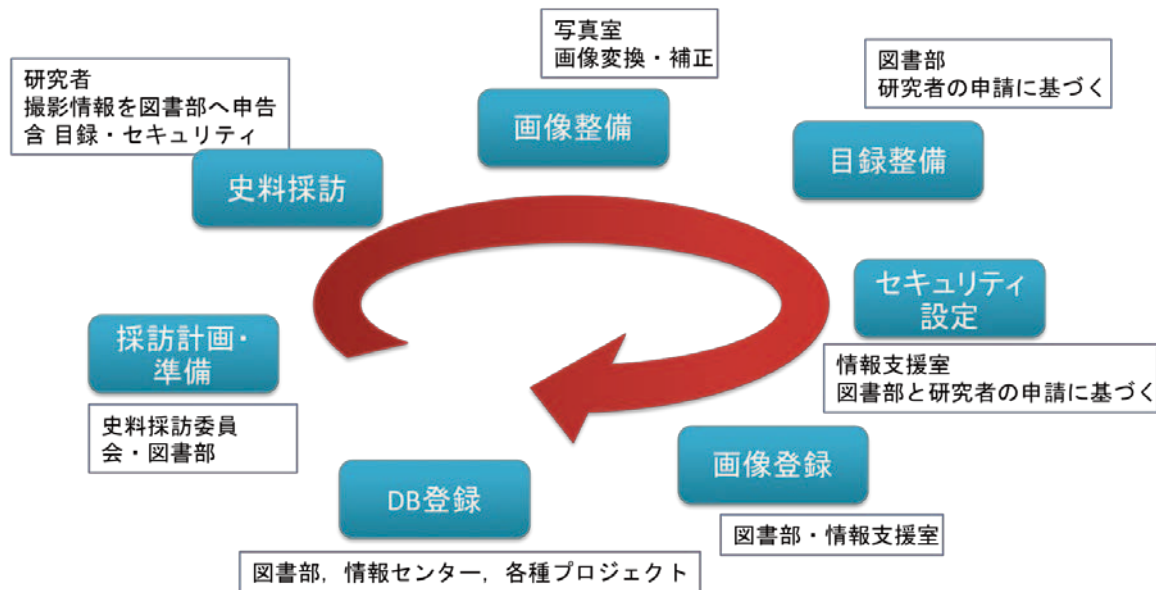 写真室
画像変換・補正
画像整備
図書部
研究者の申請に基づく
目録整備
研究者
撮影情報を図書部へ申告
含 目録・セキュリティ
史料採訪
セキュリティ
設定
情報支援室
図書部と研究者の申請に基づく
採訪計画・
準備
史料採訪委員
会・図書部
画像登録
図書部・情報支援室
DB登録
図書部，情報センター，各種プロジェクト